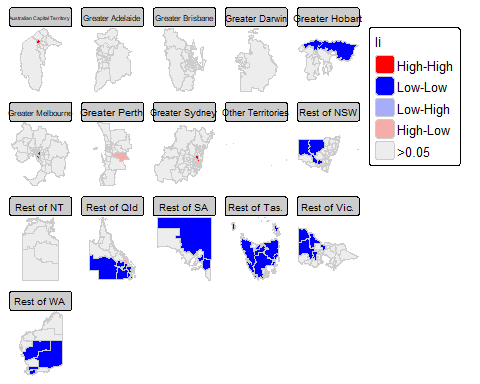 Australian Capital Territory
Greater Adelaide
Greater Brisbane
Greater Darwin
Greater Hobart
Greater Melbourne
Greater Perth
Greater Sydney
Other Territories
Rest of NSW
Rest of NT
Rest of Qld
Rest of SA
Rest of Tas.
Rest of Vic.
Rest of WA
Ii
High-High
Low-Low
Low-High
High-Low
>0.05